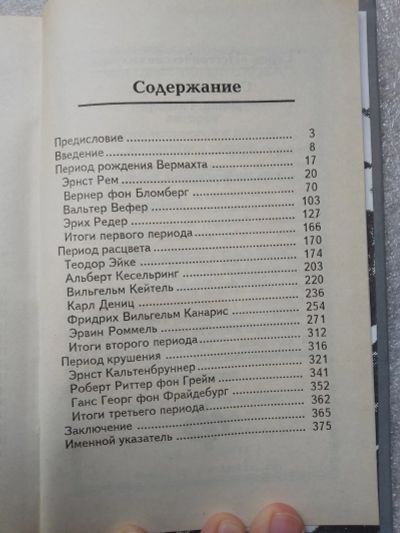 Содержание
Предисловие 3
Введение 8
Период рождения Вермахта 17
Эрнст Рем 20
Вернер фон Бломберг 70
Вальтер Вефер 103
Эрих Редер 127
Итоги первого периода 166
Период расцвета 170
Теодор Эйке 174
Альберт Кесельринг 203
Вильгельм Кейтель 220
Карл Дениц 236
Фридрих Вильгельм Канарис 254
Эрвин Роммель 271
Итоги второго периода 312
Период крушения 316
Эрнст Кальтенбруннер 321
Роберт Риттер фон Грейм 341
Ганс Георг фон Фрайдебург 352
Итоги третьего периода 362
Заключение 365
Именной указатель 375